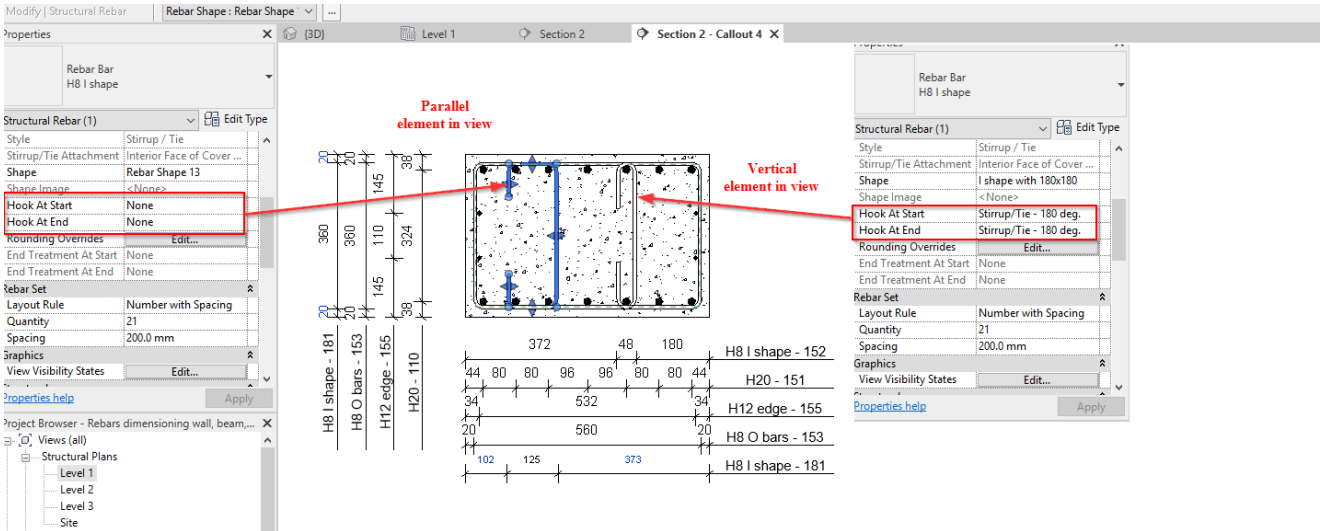 Modify | Structural Rebar
Rebar Shape : Rebar Shape
...
Properties
{3D}
Level 1
Section 2
Section 2 - Callout 4
Rebar Bar
H8 I shape
Structural Rebar (1)
Edit Type
Style Stirrup / Tie
Stirrup/Tie Attachment Interior Face of Cover ...
Shape Rebar Shape 13
Shape Image <None>
Hook At Start None
Hook At End None
Rounding Overrides Edit...
End Treatment At Start None
End Treatment At End None
Rebar Set
Layout Rule Number with Spacing
Quantity 21
Spacing 200.0 mm
Graphics
View Visibility States Edit...
Properties help
Apply
Project Browser - Rebars dimensioning wall, beam,...
Views (all)
Structural Plans
Level 1
Level 2
Level 3
Site
Parallel
element in view
Vertical
element in view
20 20 38
145
360 360 110 324
145
20 20 38
H8 I shape - 181
H8 O bars - 153
H12 edge - 155
H20 - 110
372 48 180
H8 I shape - 152
44 80 80 96 96 80 80 44
H20 - 151
34 532 34
H12 edge - 155
20 560 20
H8 O bars - 153
102 125 373
H8 I shape - 181
Properties
Rebar Bar
H8 I shape
Structural Rebar (1)
Edit Type
Style Stirrup / Tie
Stirrup/Tie Attachment Interior Face of Cover ...
Shape I shape with 180x180
Shape Image <None>
Hook At Start Stirrup/Tie - 180 deg.
Hook At End Stirrup/Tie - 180 deg.
Rounding Overrides Edit...
End Treatment At Start None
End Treatment At End None
Rebar Set
Layout Rule Number with Spacing
Quantity 21
Spacing 200.0 mm
Graphics
View Visibility States Edit...
Properties help
Apply